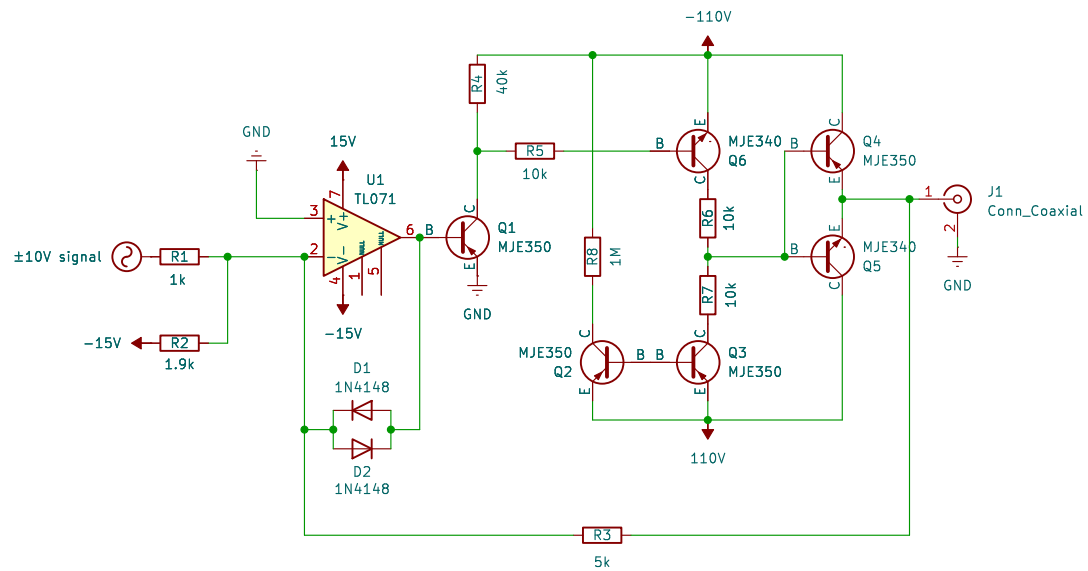 -110V
R4
40k
GND
15V
R5
10k
B
E
C
MJE340
Q6
B
C
E
Q4
MJE350
U1
TL071
7
V+
3
+
2
-
V-
4
NULL
NULL
1
5
6
B
C
E
Q1
MJE350
GND
R6
10k
1
J1
Conn_Coaxial
2
GND
±10V signal
R1
1k
R8
1M
B
E
C
MJE340
Q5
-15V
R7
10k
-15V
R2
1.9k
MJE350
Q2
C
E
B
B
C
E
Q3
MJE350
D1
1N4148
D2
1N4148
110V
R3
5k